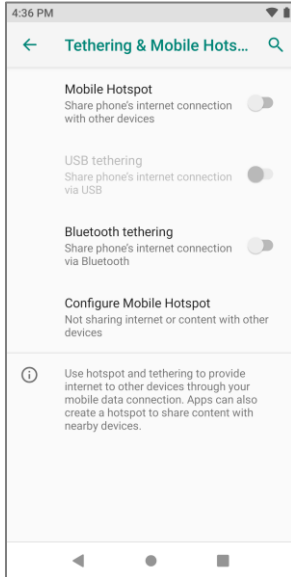 4:36 PM
Tethering & Mobile Hots...
Mobile Hotspot
Share phone's internet connection
with other devices
USB tethering
Share phone's internet connection
via USB
Bluetooth tethering
Share phone's internet connection
via Bluetooth
Configure Mobile Hotspot
Not sharing internet or content with other
devices
Use hotspot and tethering to provide
internet to other devices through your
mobile data connection. Apps can also
create a hotspot to share content with
nearby devices.